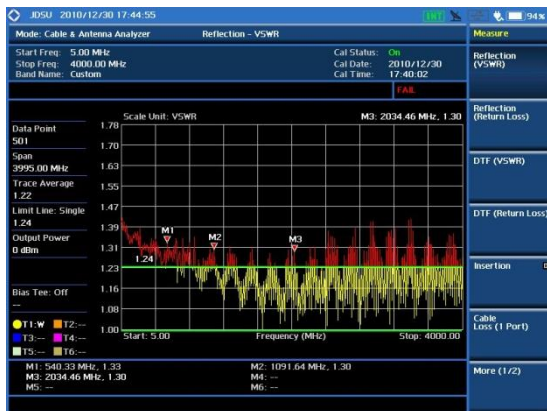 JDSU 2010/12/30 17:44:55
INT
94%
Mode: Cable & Antenna Analyzer Reflection - VSWR
Measure
Start Freq: 5.00 MHz
Stop Freq: 4000.00 MHz
Band Name: Custom
Cal Status: On
Cal Date: 2010/12/30
Cal Time: 17:40:02
FAIL
Reflection
(VSWR)
Reflection
(Return Loss)
DTF (VSWR)
DTF (Return Loss)
Insertion
Cable
Loss (1 Port)
More (1/2)
Data Point
501
Span
3995.00 MHz
Trace Average
1.22
Limit Line: Single
1.24
Output Power
0 dBm
Bias Tee: Off
--
T1:W T2:--
T3:-- T4:--
T5:-- T6:--
Scale Unit: VSWR M3: 2034.46 MHz, 1.30
1.78
1.70
1.63
1.55
1.47
1.39
1.31
1.23
1.16
1.08
1.00
M1
M2
M3
1.24
Start: 5.00 Frequency (MHz) Stop: 4000.00
M1: 540.33 MHz, 1.33 M2: 1091.64 MHz, 1.30
M3: 2034.46 MHz, 1.30 M4: --
M5: -- M6: --